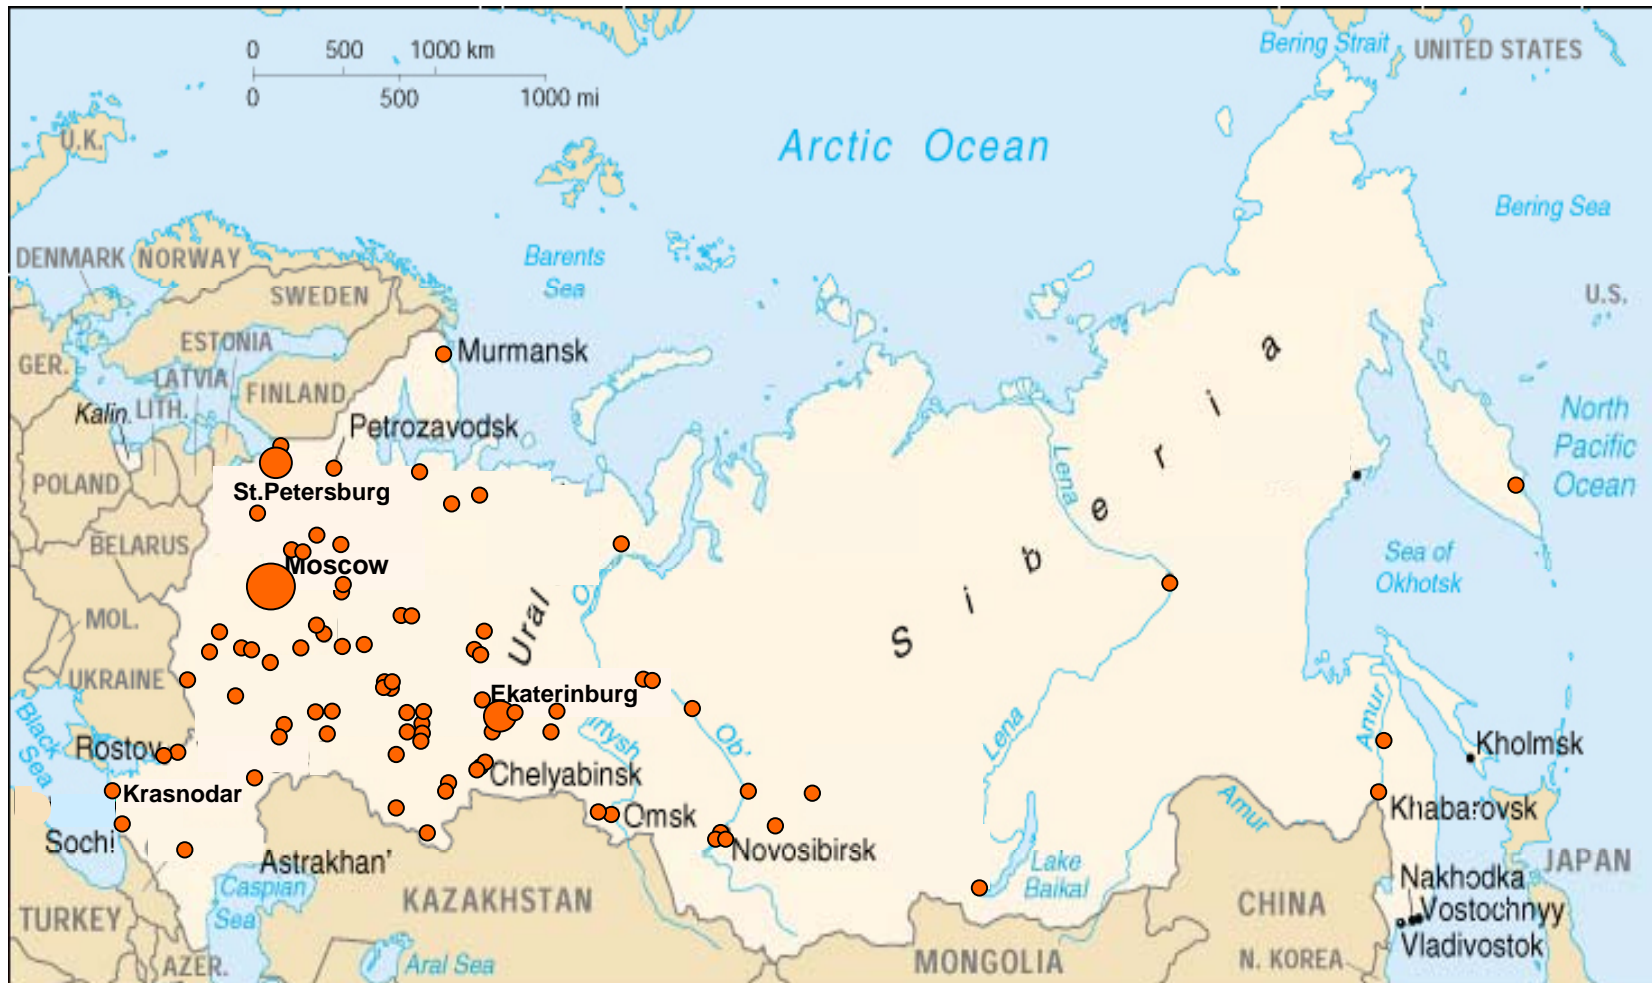 0 500 1000 km
0 500 1000 mi
Bering Strait
UNITED STATES
U.K.
Arctic Ocean
Bering Sea
DENMARK
NORWAY
Barents
Sea
SWEDEN
U.S.
ESTONIA
GER.
LATVIA
Murmansk
FINLAND
Kalin.
LITH.
Petrozavodsk
North
Pacific
Ocean
POLAND
St.Petersburg
Lena
BELARUS
Moscow
Sea of
Okhotsk
S i b e r i a
MOL.
Ural
UKRAINE
Ekaterinburg
Black
Sea
Rostov
Irtysh
Ob'
Lena
Amur
Kholmsk
Chelyabinsk
Krasnodar
Omsk
Amur
Khabarovsk
Sochi
Novosibirsk
Astrakhan'
Lake
Baikal
JAPAN
Caspian
Sea
KAZAKHSTAN
Nakhodka
TURKEY
CHINA
Vostochnyy
Vladivostok
AZER.
Aral Sea
MONGOLIA
N. KOREA